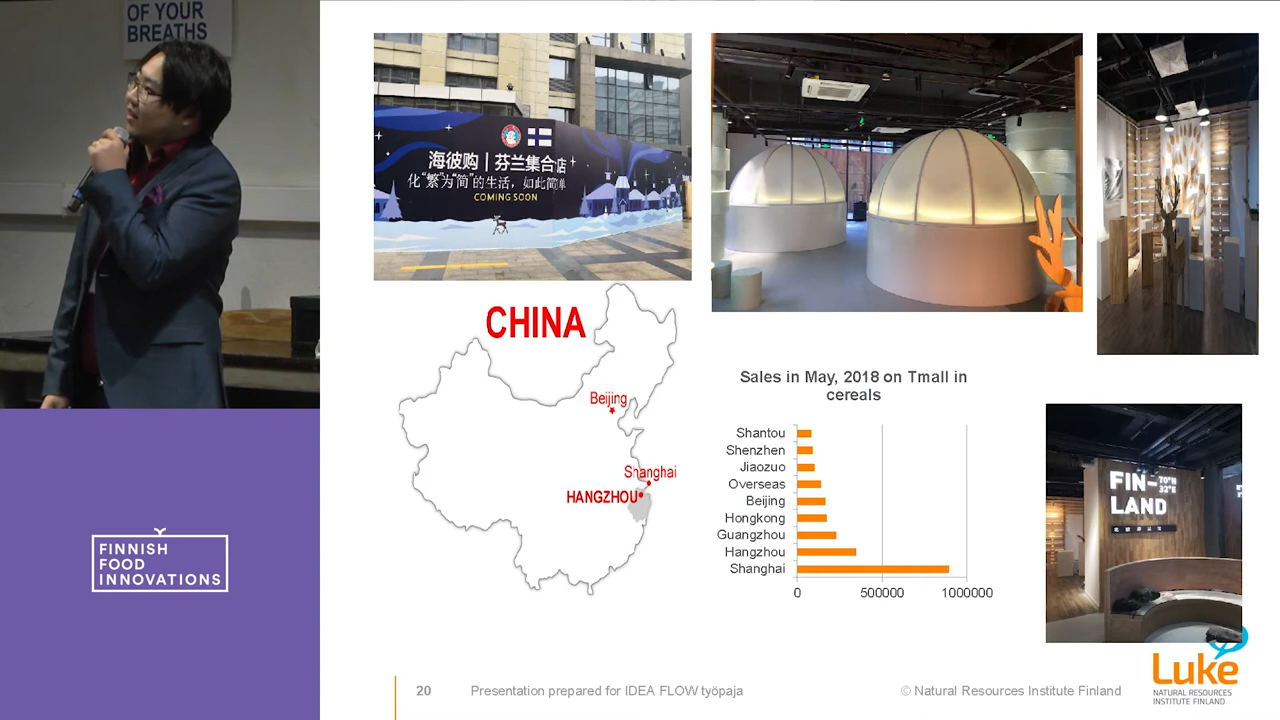 OF YOUR
BREATHS
FINNISH
FOOD
INNOVATIONS
海彼购｜芬兰集合店
化“繁”为“简”的生活，如此简单
COMING SOON
CHINA
Beijing
Shanghai
HANGZHOU
Sales in May, 2018 on Tmall in
cereals
Shantou
Shenzhen
Jiaozuo
Overseas
Beijing
Hongkong
Guangzhou
Hangzhou
Shanghai
0 500000 1000000
FIN-
LAND
70°N
33°E
20 Presentation prepared for IDEA FLOW työpaja © Natural Resources Institute Finland
Luke
NATURAL RESOURCES
INSTITUTE FINLAND